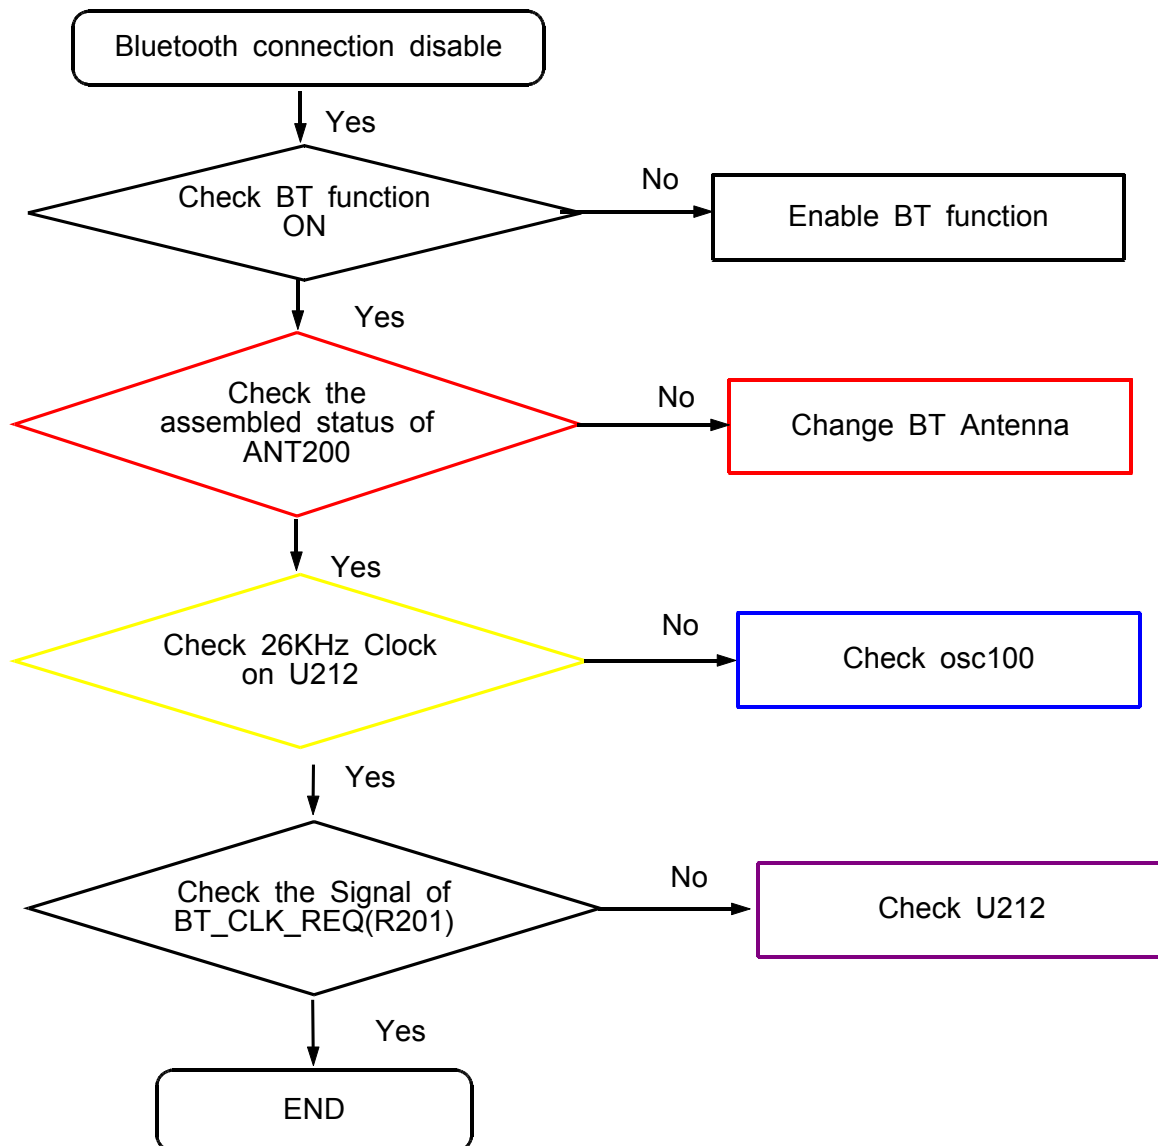 Bluetooth connection disable
Yes
Check BT function
ON
No
Enable BT function
Yes
Check the
assembled status of
ANT200
No
Change BT Antenna
Yes
Check 26KHz Clock
on U212
No
Check osc100
Yes
Check the Signal of
BT_CLK_REQ(R201)
No
Check U212
Yes
END